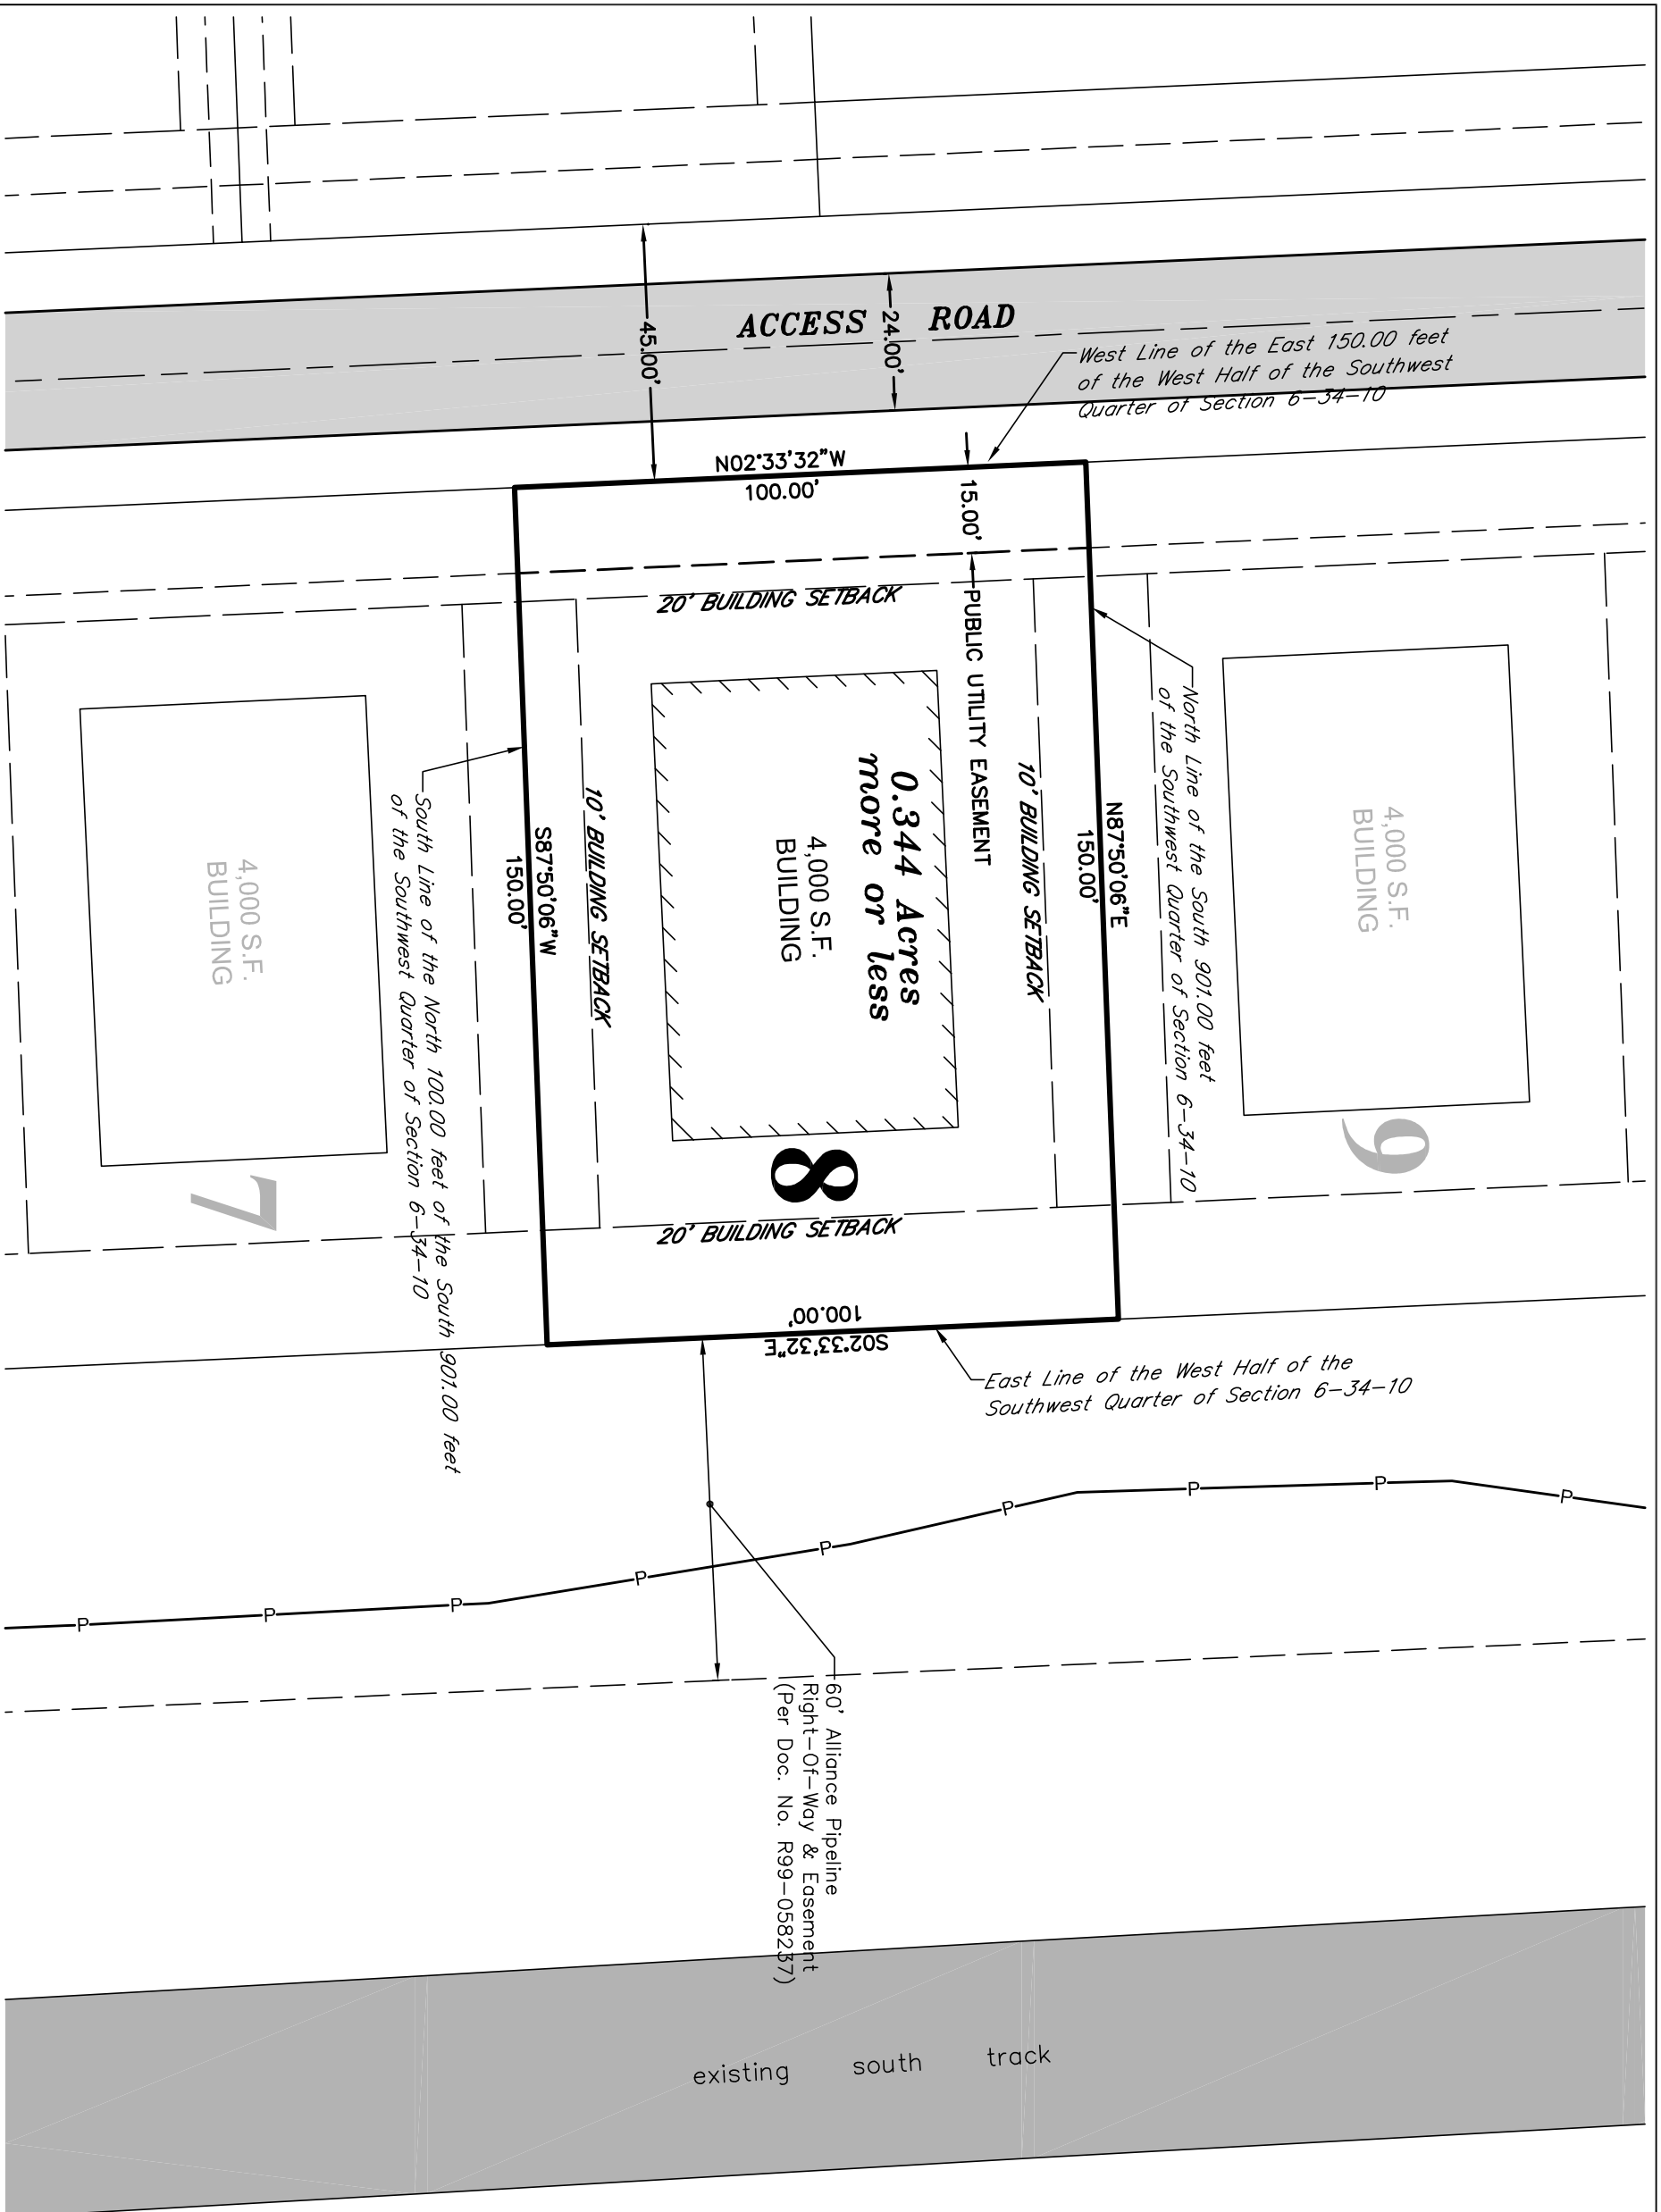 ACCESS ROAD
45.00'
24.00'
West Line of the East 150.00 feet
of the West Half of the Southwest
Quarter of Section 6-34-10
N02°33'32"W
100.00'
15.00'
PUBLIC UTILITY EASEMENT
20' BUILDING SETBACK
10' BUILDING SETBACK
N87°50'06"E
150.00'
North Line of the South 901.00 feet
of the Southwest Quarter of Section 6-34-10
0.344 Acres
more or less
4,000 S.F.
BUILDING
8
10' BUILDING SETBACK
S87°50'06"W
150.00'
South Line of the North 100.00 feet of the South 901.00 feet
of the Southwest Quarter of Section 6-34-10
4,000 S.F.
BUILDING
7
4,000 S.F.
BUILDING
9
20' BUILDING SETBACK
100.00'
S02°33'32"E
East Line of the West Half of the
Southwest Quarter of Section 6-34-10
P
P
P
P
P
P
P
P
P
60' Alliance Pipeline
Right-Of-Way & Easement
(Per Doc. No. R99-058237)
existing south track